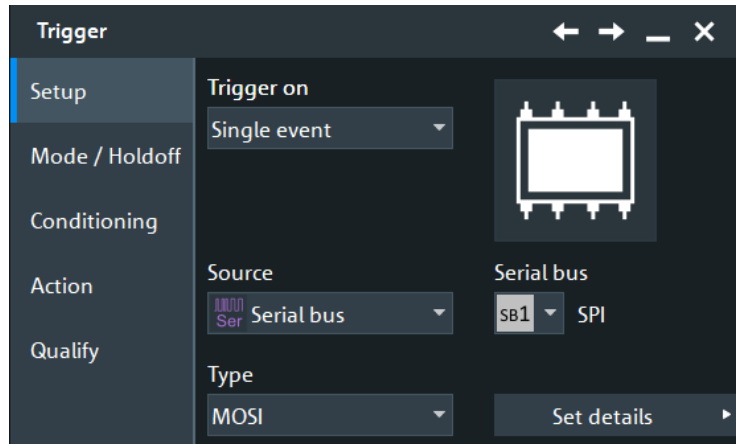 Trigger
Setup
Mode / Holdoff
Conditioning
Action
Qualify
Trigger on
Single event
Source
Ser Serial bus
Serial bus
SB1 SPI
Type
MOSI
Set details